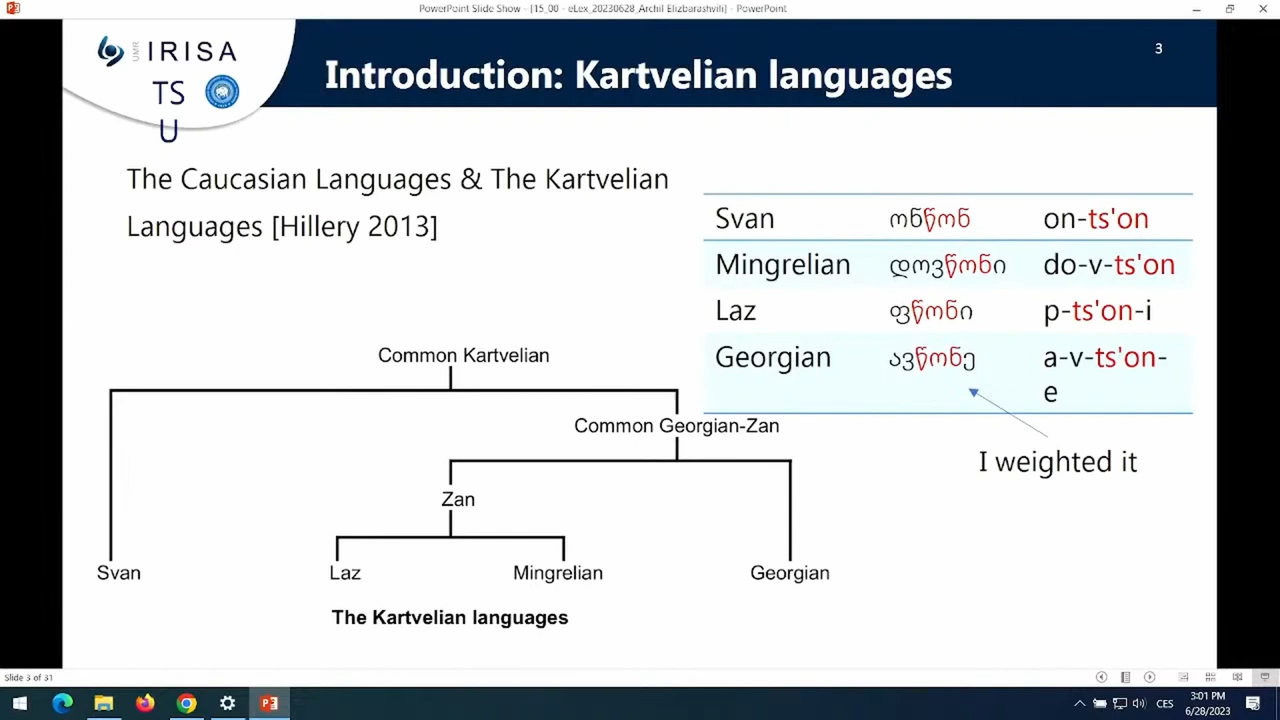 PowerPoint Slide Show - [15_00 - eLex_20230628_Archil Elizbarashvili] - PowerPoint
UMR IRISA
TS
U
Introduction: Kartvelian languages
3
The Caucasian Languages & The Kartvelian
Languages [Hillery 2013]
Svan ონწონ on-ts'on
Mingrelian დოვწონი do-v-ts'on
Laz ფწონი p-ts'on-i
Georgian ავწონე a-v-ts'on-
e
I weighted it
Common Kartvelian
Common Georgian-Zan
Zan
Svan Laz Mingrelian Georgian
The Kartvelian languages
Slide 3 of 31
CES
3:01 PM
6/28/2023